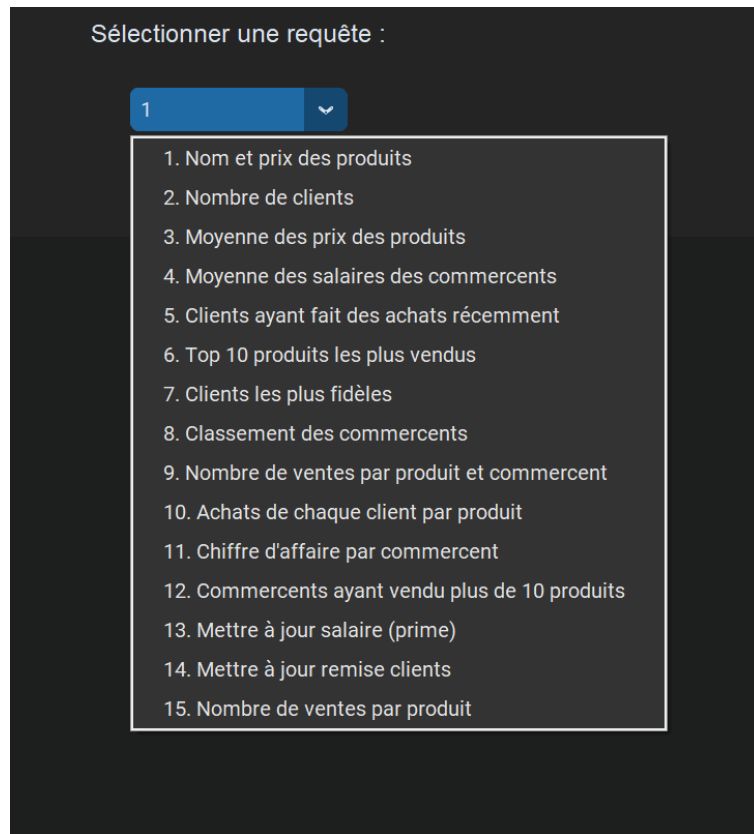 Sélectionner une requête :
1
1. Nom et prix des produits
2. Nombre de clients
3. Moyenne des prix des produits
4. Moyenne des salaires des commercents
5. Clients ayant fait des achats récemment
6. Top 10 produits les plus vendus
7. Clients les plus fidèles
8. Classement des commercents
9. Nombre de ventes par produit et commercent
10. Achats de chaque client par produit
11. Chiffre d'affaire par commercent
12. Commercents ayant vendu plus de 10 produits
13. Mettre à jour salaire (prime)
14. Mettre à jour remise clients
15. Nombre de ventes par produit